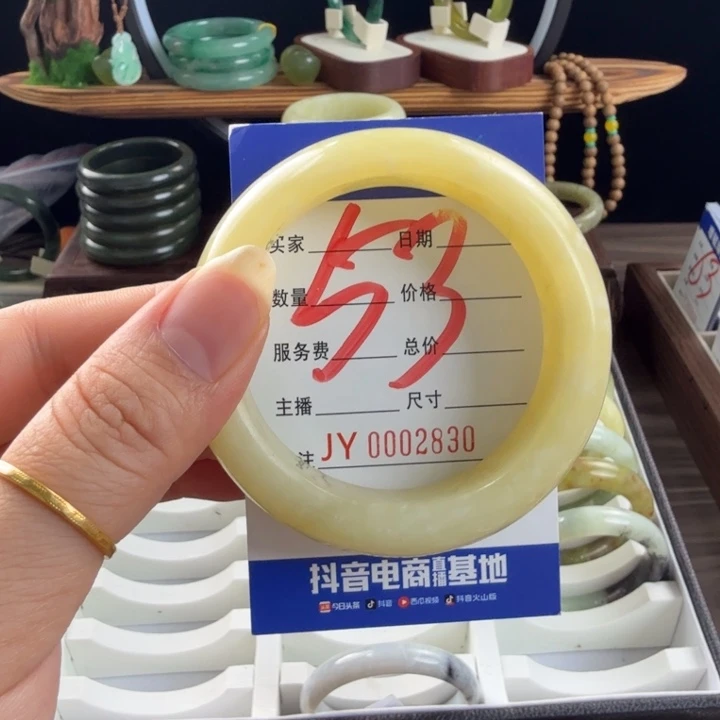 买家 日期
53
数量 价格
服务费 总价
主播 尺寸
注 JY 0002830
抖音电商直播基地
今日头条 抖音 西瓜视频 抖音火山版